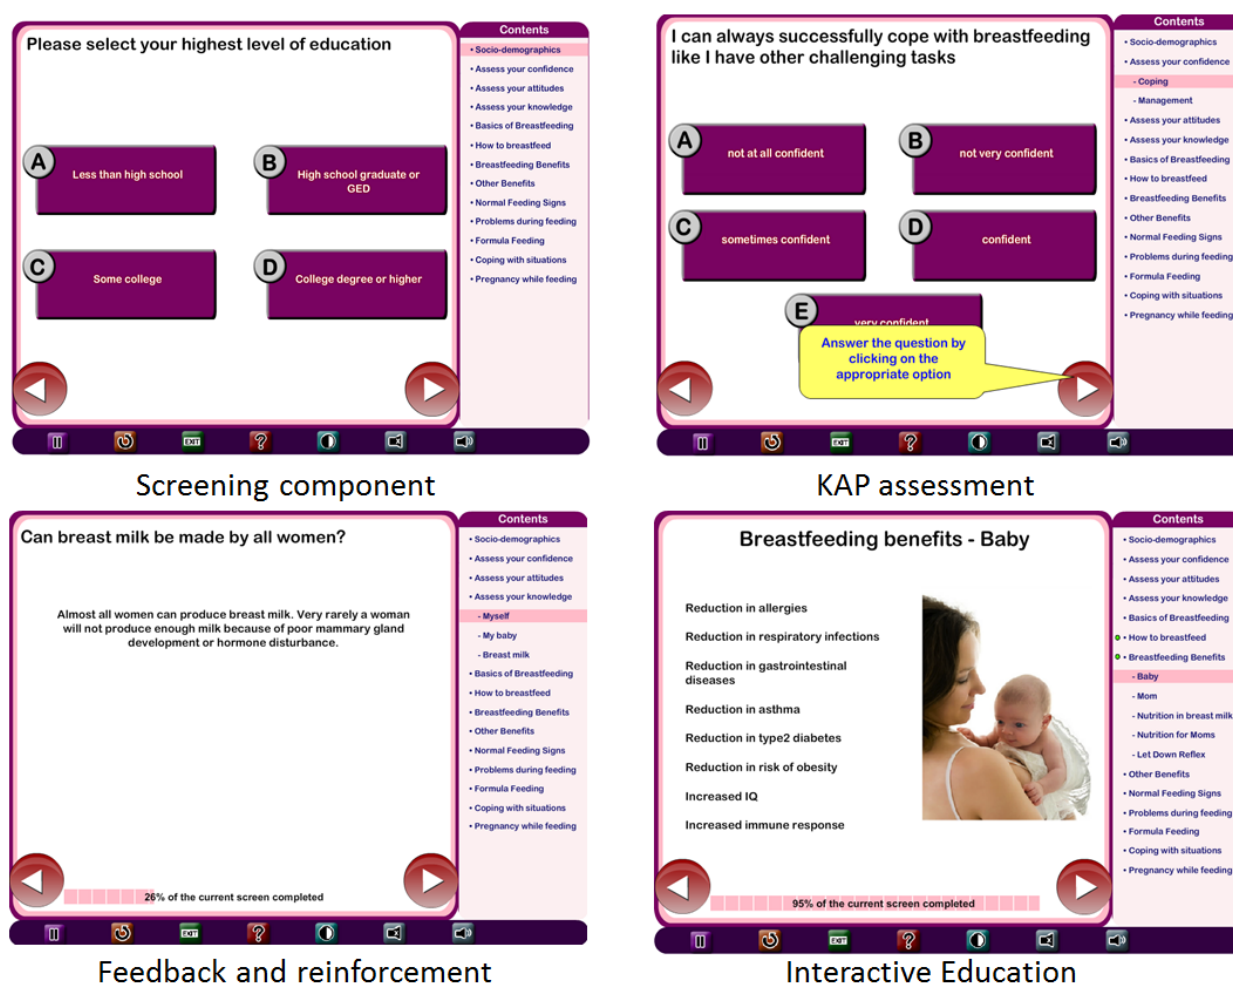 Please select your highest level of education
A
Less than high school
B
High school graduate or
GED
C
Some college
D
College degree or higher
Contents
• Socio-demographics
• Assess your confidence
• Assess your attitudes
• Assess your knowledge
• Basics of Breastfeeding
• How to breastfeed
• Breastfeeding Benefits
• Other Benefits
• Normal Feeding Signs
• Problems during feeding
• Formula Feeding
• Coping with situations
• Pregnancy while feeding
EXIT
?
Screening component
I can always successfully cope with breastfeeding
like I have other challenging tasks
A
not at all confident
B
not very confident
C
sometimes confident
D
confident
E
very confident
Answer the question by
clicking on the
appropriate option
Contents
• Socio-demographics
• Assess your confidence
- Coping
- Management
• Assess your attitudes
• Assess your knowledge
• Basics of Breastfeeding
• How to breastfeed
• Breastfeeding Benefits
• Other Benefits
• Normal Feeding Signs
• Problems during feeding
• Formula Feeding
• Coping with situations
• Pregnancy while feeding
EXIT
?
KAP assessment
Can breast milk be made by all women?
Almost all women can produce breast milk. Very rarely a woman
will not produce enough milk because of poor mammary gland
development or hormone disturbance.
26% of the current screen completed
Contents
• Socio-demographics
• Assess your confidence
• Assess your attitudes
• Assess your knowledge
- Myself
- My baby
- Breast milk
• Basics of Breastfeeding
• How to breastfeed
• Breastfeeding Benefits
• Other Benefits
• Normal Feeding Signs
• Problems during feeding
• Formula Feeding
• Coping with situations
• Pregnancy while feeding
EXIT
?
Feedback and reinforcement
Breastfeeding benefits - Baby
Reduction in allergies
Reduction in respiratory infections
Reduction in gastrointestinal
diseases
Reduction in asthma
Reduction in type2 diabetes
Reduction in risk of obesity
Increased IQ
Increased immune response
95% of the current screen completed
Contents
• Socio-demographics
• Assess your confidence
• Assess your attitudes
• Assess your knowledge
• Basics of Breastfeeding
• How to breastfeed
• Breastfeeding Benefits
- Baby
- Mom
- Nutrition in breast milk
- Nutrition for Moms
- Let Down Reflex
• Other Benefits
• Normal Feeding Signs
• Problems during feeding
• Formula Feeding
• Coping with situations
• Pregnancy while feeding
EXIT
?
Interactive Education